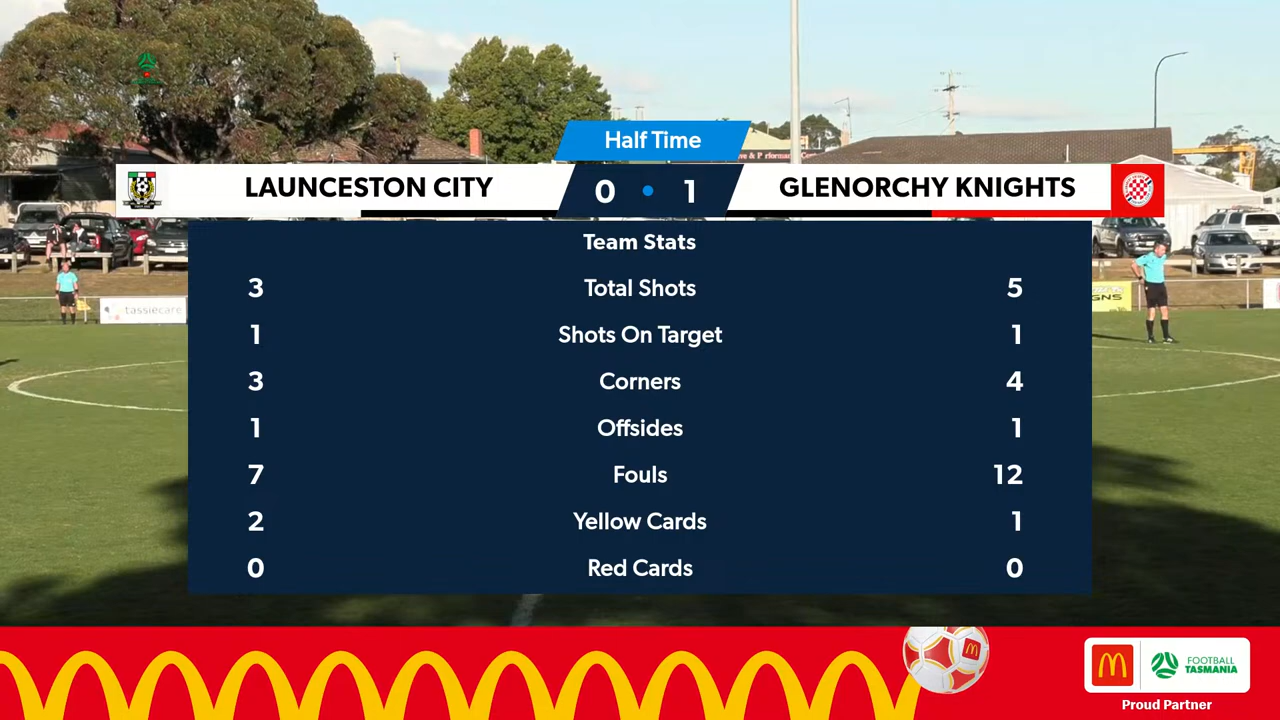 Half Time
LAUNCESTON CITY 0 • 1 GLENORCHY KNIGHTS
Team Stats
3 Total Shots 5
1 Shots On Target 1
3 Corners 4
1 Offsides 1
7 Fouls 12
2 Yellow Cards 1
0 Red Cards 0
tassiecare
FOOTBALL
TASMANIA
Proud Partner